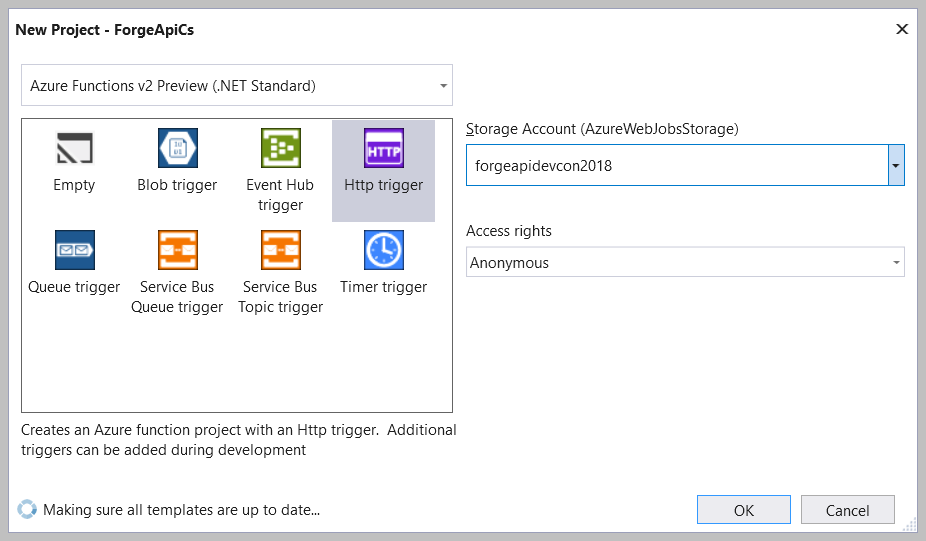 New Project - ForgeApiCs
Azure Functions v2 Preview (.NET Standard)
Empty
Blob trigger
Event Hub
trigger
HTTP
Http trigger
Queue trigger
Service Bus
Queue trigger
Service Bus
Topic trigger
Timer trigger
Creates an Azure function project with an Http trigger.  Additional
triggers can be added during development
Storage Account (AzureWebJobsStorage)
forgeapidevcon2018
Access rights
Anonymous
Making sure all templates are up to date...
OK
Cancel